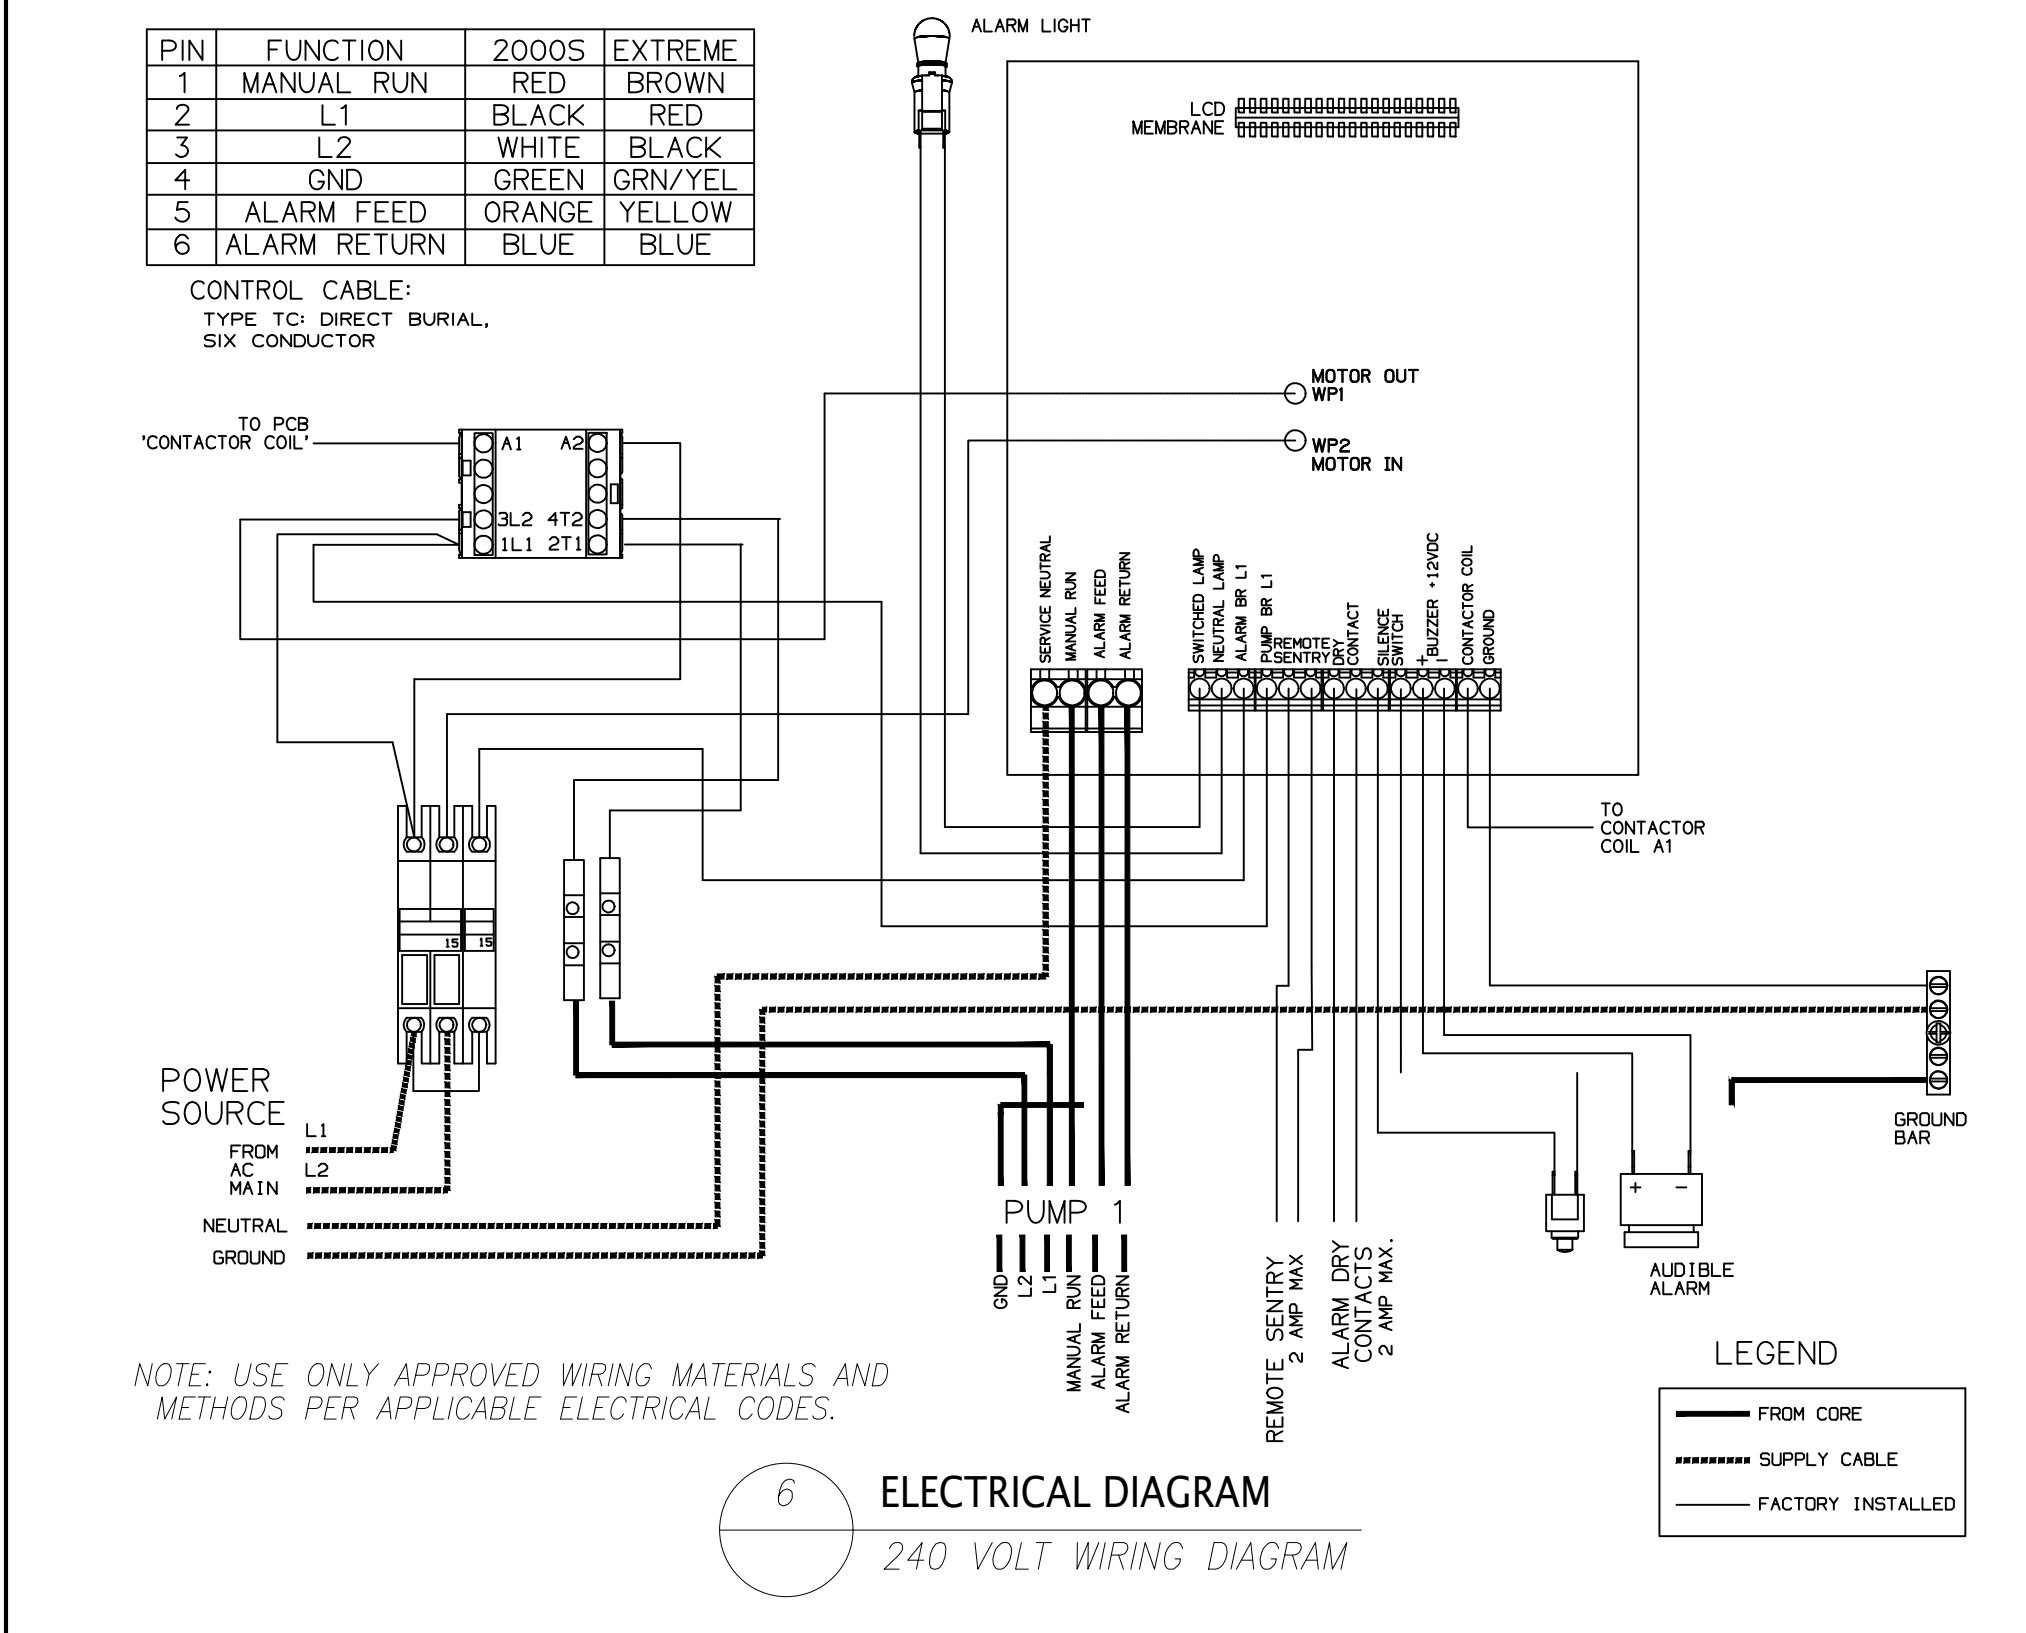 ALARM LIGHT
PIN FUNCTION 2000S EXTREME
1 MANUAL RUN RED BROWN
2 L1 BLACK RED
3 L2 WHITE BLACK
4 GND GREEN GRN/YEL
5 ALARM FEED ORANGE YELLOW
6 ALARM RETURN BLUE BLUE
CONTROL CABLE:
TYPE TC: DIRECT BURIAL,
SIX CONDUCTOR
LCD
MEMBRANE
MOTOR OUT
WP1
WP2
MOTOR IN
TO PCB
'CONTACTOR COIL'
A1 A2
3L2 4T2
1L1 2T1
SERVICE NEUTRAL
MANUAL RUN
ALARM FEED
ALARM RETURN
SWITCHED LAMP
NEUTRAL LAMP
ALARM BR L1
PUMP BR L1
REMOTE
SENTRY
DRY
CONTACT
SILENCE
SWITCH
+
BUZZER +12VDC
−
CONTACTOR COIL
GROUND
TO
CONTACTOR
COIL A1
15 15
POWER
SOURCE
FROM
AC
MAIN
L1
L2
NEUTRAL
GROUND
PUMP 1
GND
L2
L1
MANUAL RUN
ALARM FEED
ALARM RETURN
REMOTE SENTRY
2 AMP MAX
ALARM DRY
CONTACTS
2 AMP MAX.
+ −
AUDIBLE
ALARM
GROUND
BAR
NOTE: USE ONLY APPROVED WIRING MATERIALS AND
METHODS PER APPLICABLE ELECTRICAL CODES.
LEGEND
FROM CORE
SUPPLY CABLE
FACTORY INSTALLED
6
ELECTRICAL DIAGRAM
240 VOLT WIRING DIAGRAM